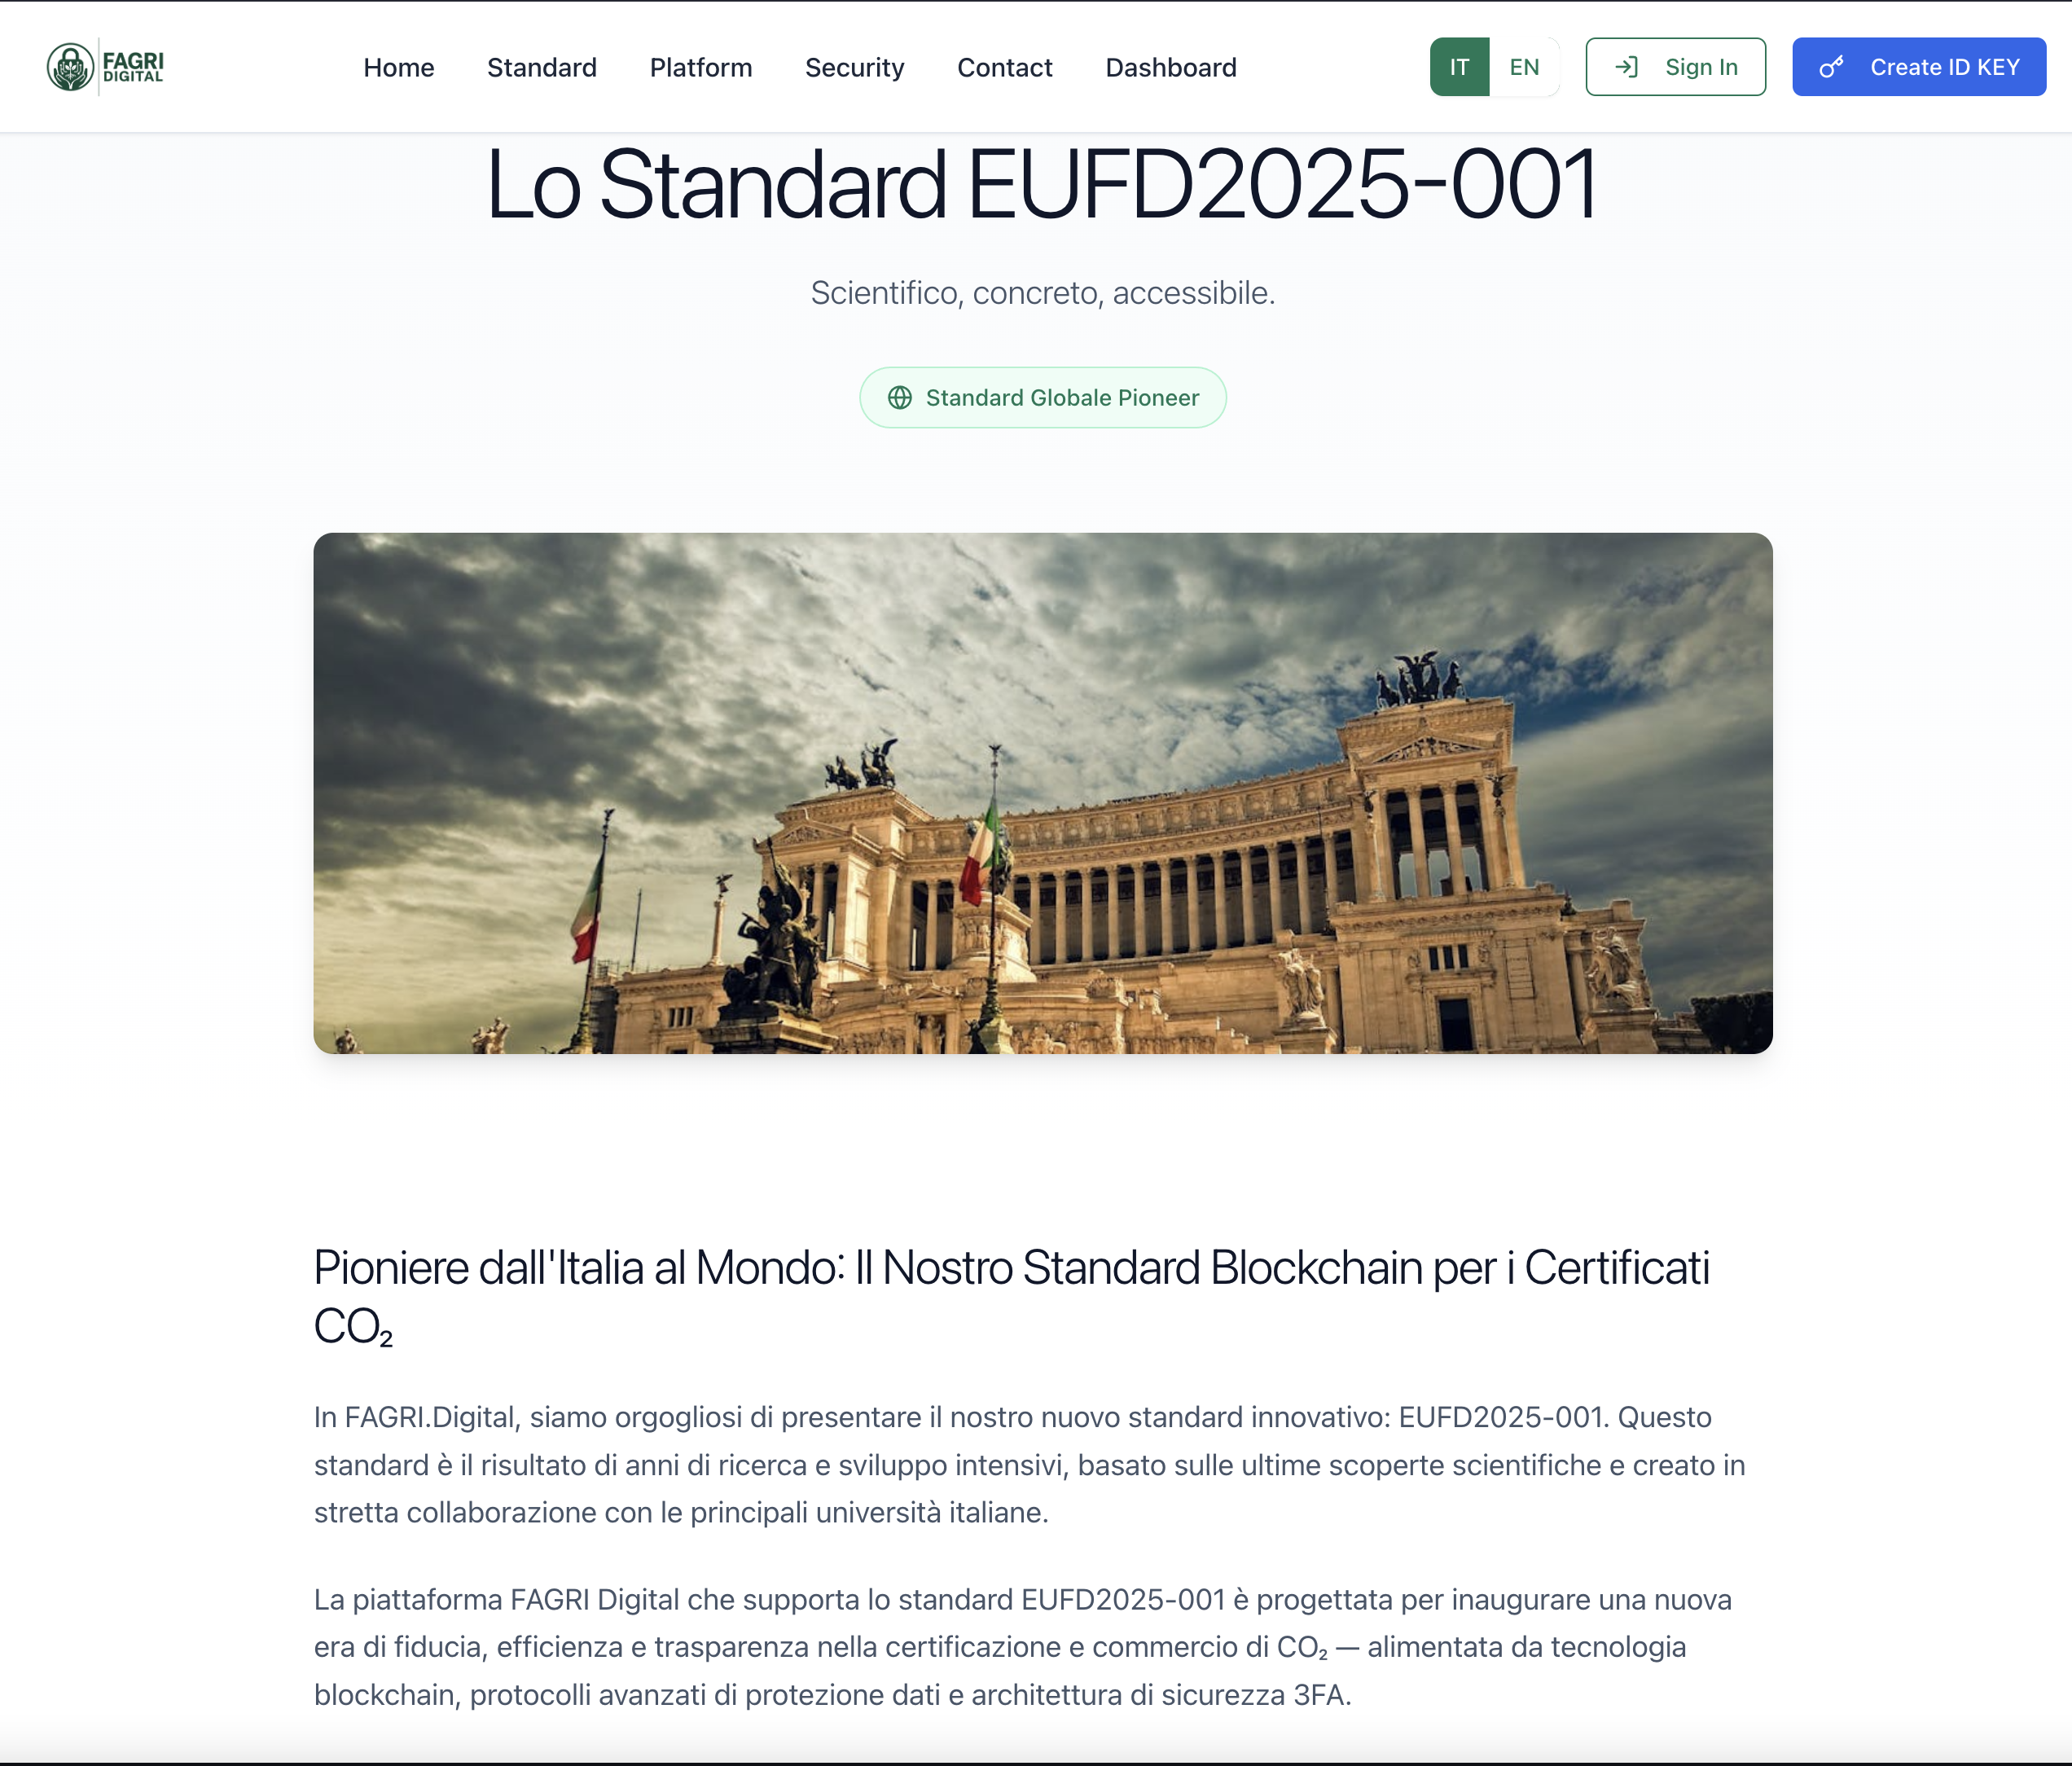 FAGRI
DIGITAL
Home Standard Platform Security Contact Dashboard IT EN Sign In Create ID KEY
Lo Standard EUFD2025-001
Scientifico, concreto, accessibile.
Standard Globale Pioneer
Pioniere dall'Italia al Mondo: Il Nostro Standard Blockchain per i Certificati
CO₂
In FAGRI.Digital, siamo orgogliosi di presentare il nostro nuovo standard innovativo: EUFD2025-001. Questo
standard è il risultato di anni di ricerca e sviluppo intensivi, basato sulle ultime scoperte scientifiche e creato in
stretta collaborazione con le principali università italiane.
La piattaforma FAGRI Digital che supporta lo standard EUFD2025-001 è progettata per inaugurare una nuova
era di fiducia, efficienza e trasparenza nella certificazione e commercio di CO₂ — alimentata da tecnologia
blockchain, protocolli avanzati di protezione dati e architettura di sicurezza 3FA.